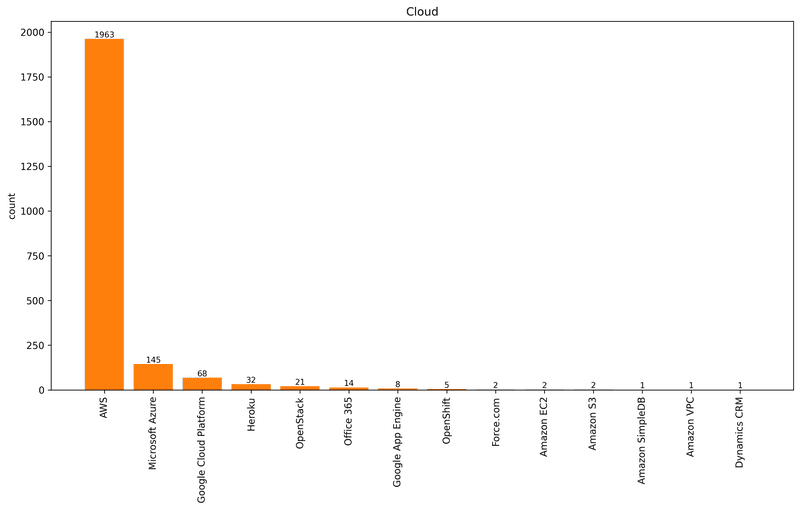 Cloud
count
2000
1750
1500
1250
1000
750
500
250
0
1963
145
68
32
21
14
8
5
2
2
2
1
1
1
AWS
Microsoft Azure
Google Cloud Platform
Heroku
OpenStack
Office 365
Google App Engine
OpenShift
Force.com
Amazon EC2
Amazon S3
Amazon SimpleDB
Amazon VPC
Dynamics CRM